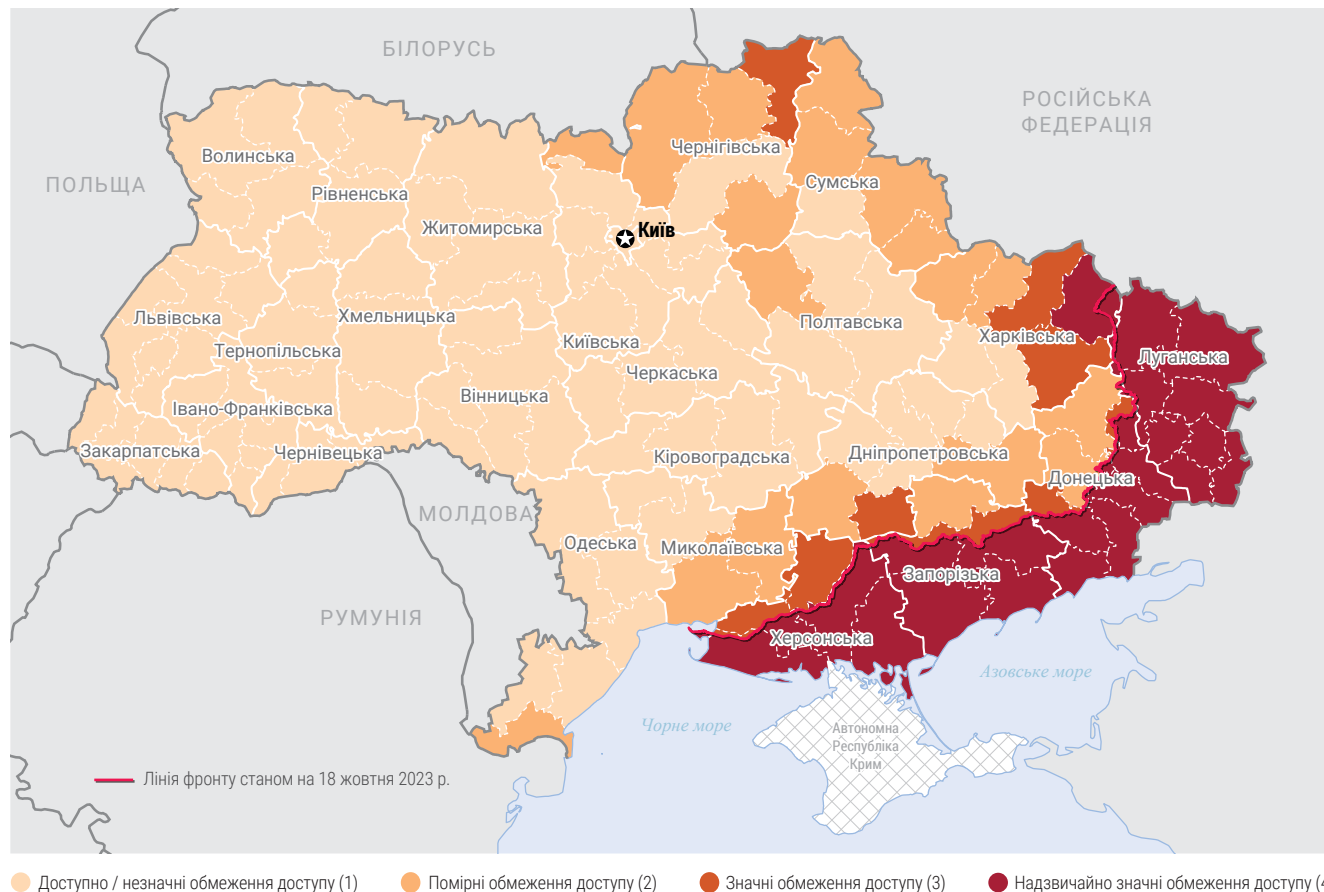 БІЛОРУСЬ
РОСІЙСЬКА
ФЕДЕРАЦІЯ
ПОЛЬЩА
Волинська
Рівненська
Житомирська
Київ
Чернігівська
Сумська
Львівська
Тернопільська
Хмельницька
Київська
Черкаська
Полтавська
Харківська
Луганська
Івано-Франківська
Вінницька
Закарпатська
Чернівецька
Кіровоградська
Дніпропетровська
Донецька
МОЛДОВА
Одеська
Миколаївська
Запорізька
РУМУНІЯ
Херсонська
Азовське море
Чорне море
Автономна
Республіка
Крим
Лінія фронту станом на 18 жовтня 2023 р.
Доступно / незначні обмеження доступу (1)
Помірні обмеження доступу (2)
Значні обмеження доступу (3)
Надзвичайно значні обмеження доступу (4